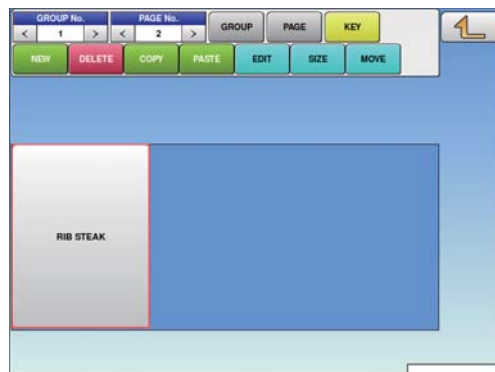 GROUP No. PAGE No.
< 1 > < 2 > GROUP PAGE KEY
NEW DELETE COPY PASTE EDIT SIZE MOVE
RIB STEAK